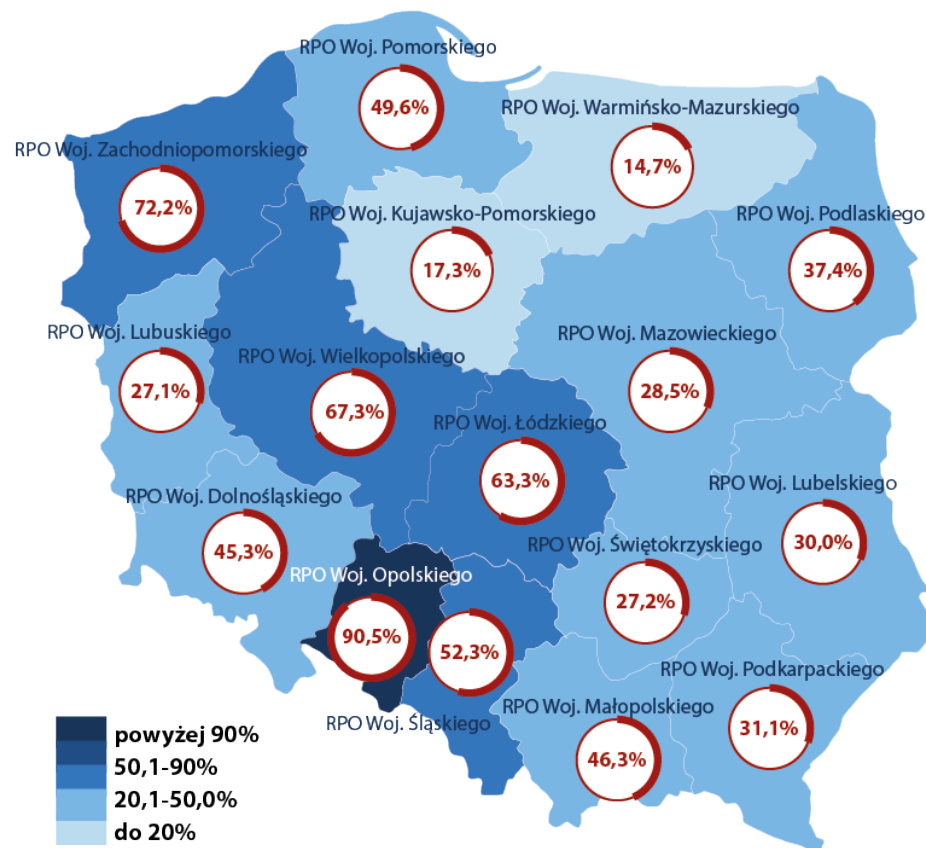 RPO Woj. Pomorskiego
49,6%
RPO Woj. Warmińsko-Mazurskiego
14,7%
RPO Woj. Zachodniopomorskiego
72,2%
RPO Woj. Kujawsko-Pomorskiego
17,3%
RPO Woj. Podlaskiego
37,4%
RPO Woj. Lubuskiego
27,1%
RPO Woj. Wielkopolskiego
67,3%
RPO Woj. Mazowieckiego
28,5%
RPO Woj. Łódzkiego
63,3%
RPO Woj. Dolnośląskiego
45,3%
RPO Woj. Lubelskiego
30,0%
RPO Woj. Świętokrzyskiego
27,2%
RPO Woj. Opolskiego
90,5%
52,3%
RPO Woj. Śląskiego
RPO Woj. Podkarpackiego
31,1%
RPO Woj. Małopolskiego
46,3%
powyżej 90%
50,1-90%
20,1-50,0%
do 20%